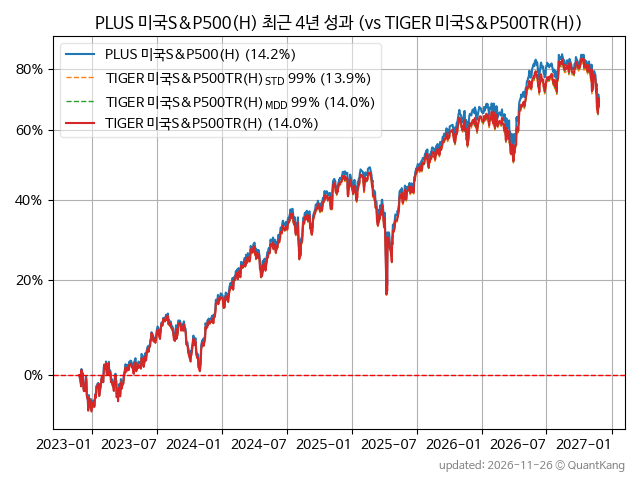 PLUS 미국S&P500(H) 최근 4년 성과 (vs TIGER 미국S&P500TR(H))
PLUS 미국S&P500(H) (14.2%)
TIGER 미국S&P500TR(H) STD 99% (13.9%)
TIGER 미국S&P500TR(H) MDD 99% (14.0%)
TIGER 미국S&P500TR(H) (14.0%)
80%
60%
40%
20%
0%
2023-01 2023-07 2024-01 2024-07 2025-01 2025-07 2026-01 2026-07 2027-01
updated: 2026-11-26 © QuantKang